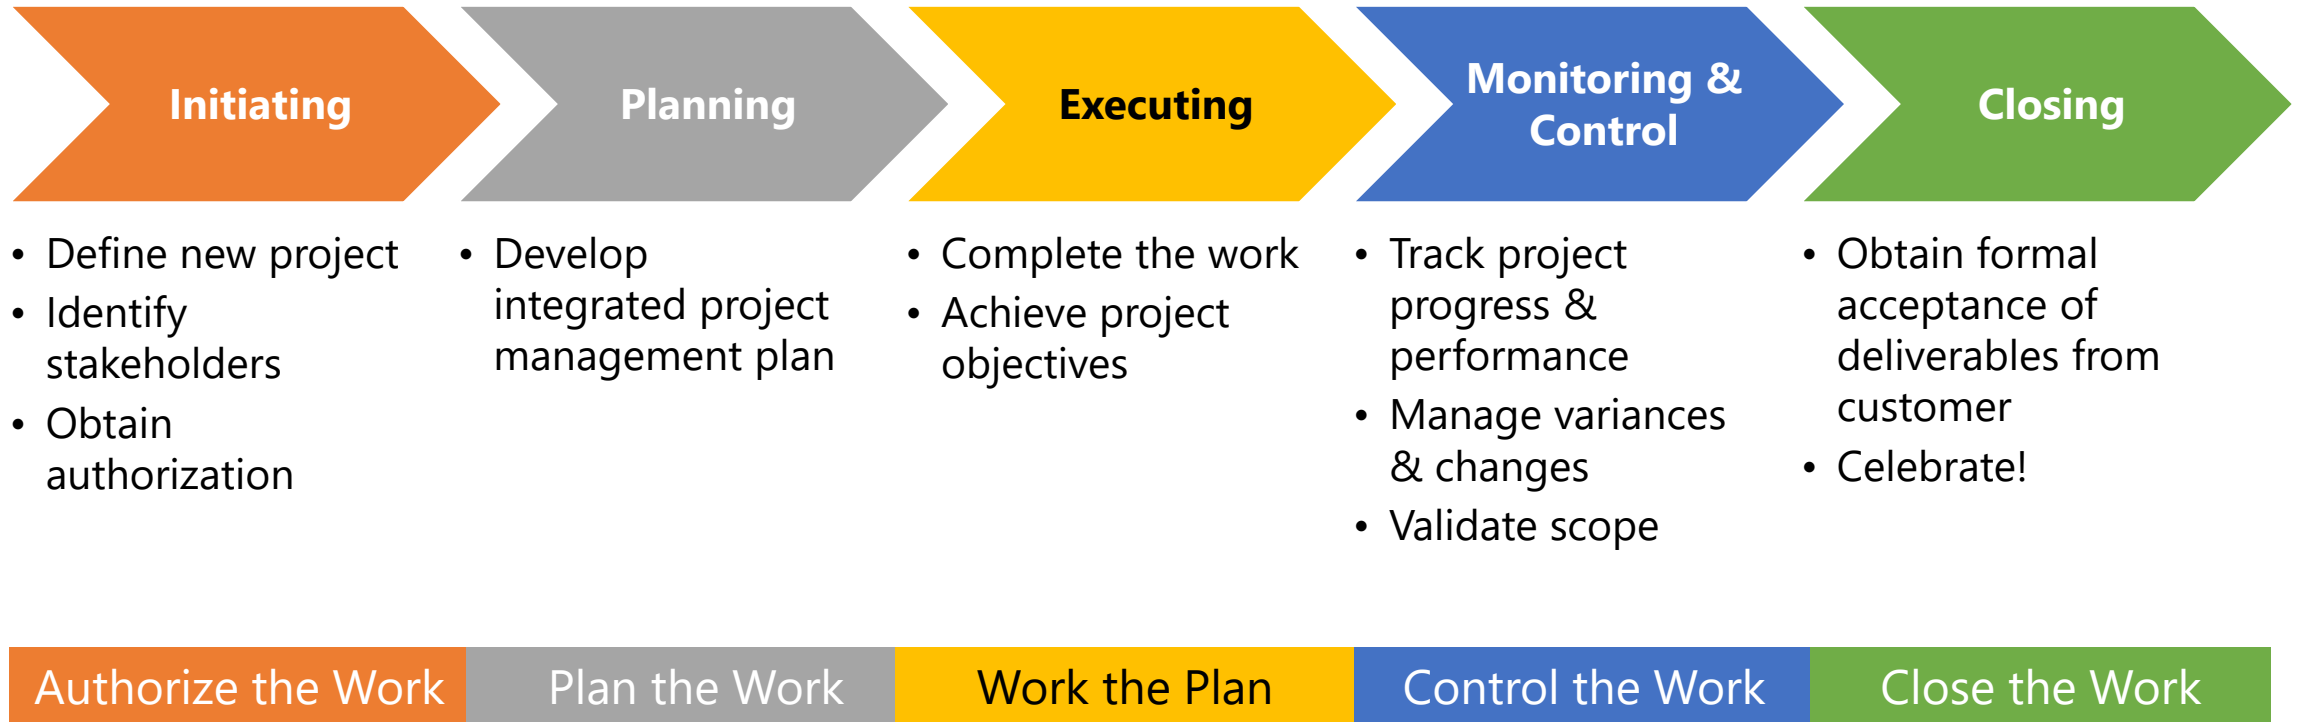 Initiating
Planning
Executing
Monitoring &
Control
Closing
• Define new project
• Identify
stakeholders
• Obtain
authorization
• Develop
integrated project
management plan
• Complete the work
• Achieve project
objectives
• Track project
progress &
performance
• Manage variances
& changes
• Validate scope
• Obtain formal
acceptance of
deliverables from
customer
• Celebrate!
Authorize the Work
Plan the Work
Work the Plan
Control the Work
Close the Work